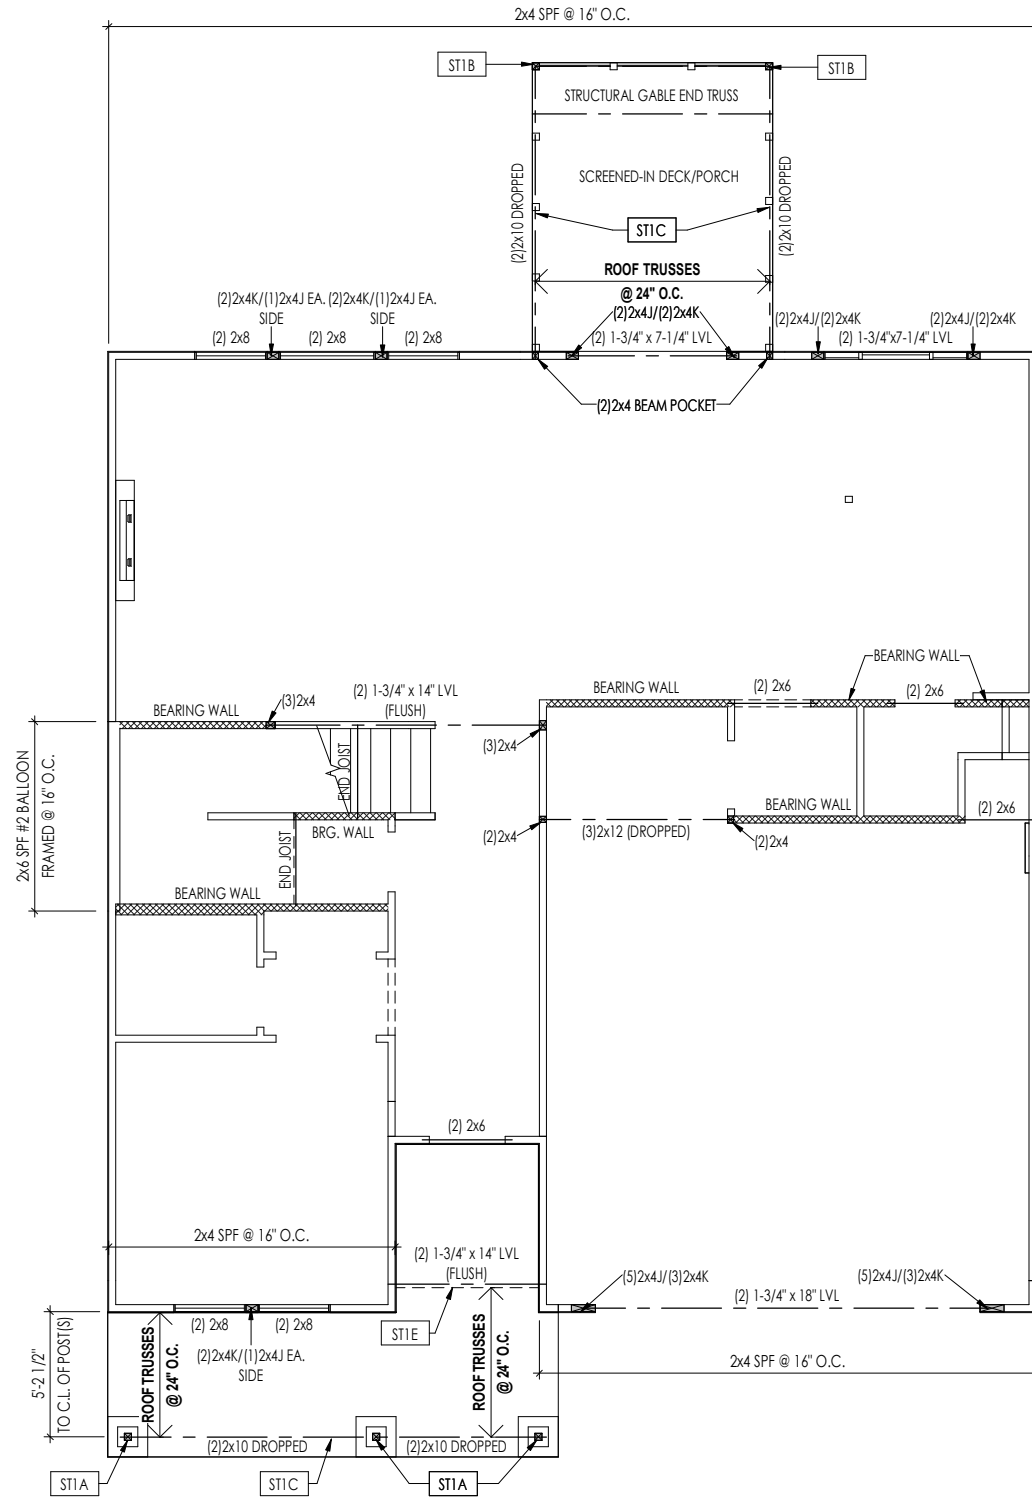 2x4 SPF @ 16" O.C.
ST1B
ST1B
STRUCTURAL GABLE END TRUSS
(2)2x10 DROPPED
SCREENED-IN DECK/PORCH
(2)2x10 DROPPED
ST1C
ROOF TRUSSES
@ 24" O.C.
(2)2x4K/(1)2x4J EA.
SIDE
(2)2x4K/(1)2x4J EA.
SIDE
(2)2x4J/(2)2x4K
(2)2x4J/(2)2x4K
(2)2x4J/(2)2x4K
(2) 2x8
(2) 2x8
(2) 2x8
(2) 1-3/4" x 7-1/4" LVL
(2) 1-3/4"x7-1/4" LVL
(2)2x4 BEAM POCKET
BEARING WALL
(2) 1-3/4" x 14" LVL
(FLUSH)
BEARING WALL
(2) 2x6
(2) 2x6
(3)2x4
BEARING WALL
(3)2x4
END JOIST
2x6 SPF #2 BALLOON
FRAMED @ 16" O.C.
BEARING WALL
(2) 2x6
BRG. WALL
(2)2x4
(3)2x12 (DROPPED)
(2)2x4
END JOIST
BEARING WALL
(2) 2x6
2x4 SPF @ 16" O.C.
(2) 1-3/4" x 14" LVL
(FLUSH)
(5)2x4J/(3)2x4K
(5)2x4J/(3)2x4K
(2) 1-3/4" x 18" LVL
(2) 2x8
(2) 2x8
ST1E
(2)2x4K/(1)2x4J EA.
SIDE
5'-2 1/2"
TO C.L. OF POST(S)
ROOF TRUSSES
@ 24" O.C.
ROOF TRUSSES
@ 24" O.C.
2x4 SPF @ 16" O.C.
(2)2x10 DROPPED
(2)2x10 DROPPED
ST1A
ST1C
ST1A